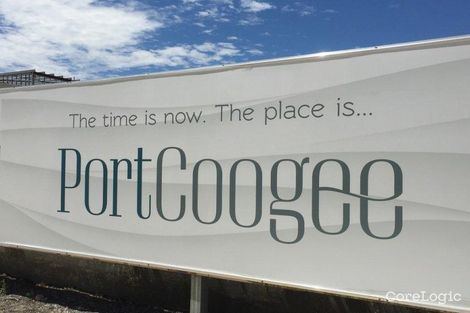 The time is now. The place is...
PortCoogee
CoreLogic